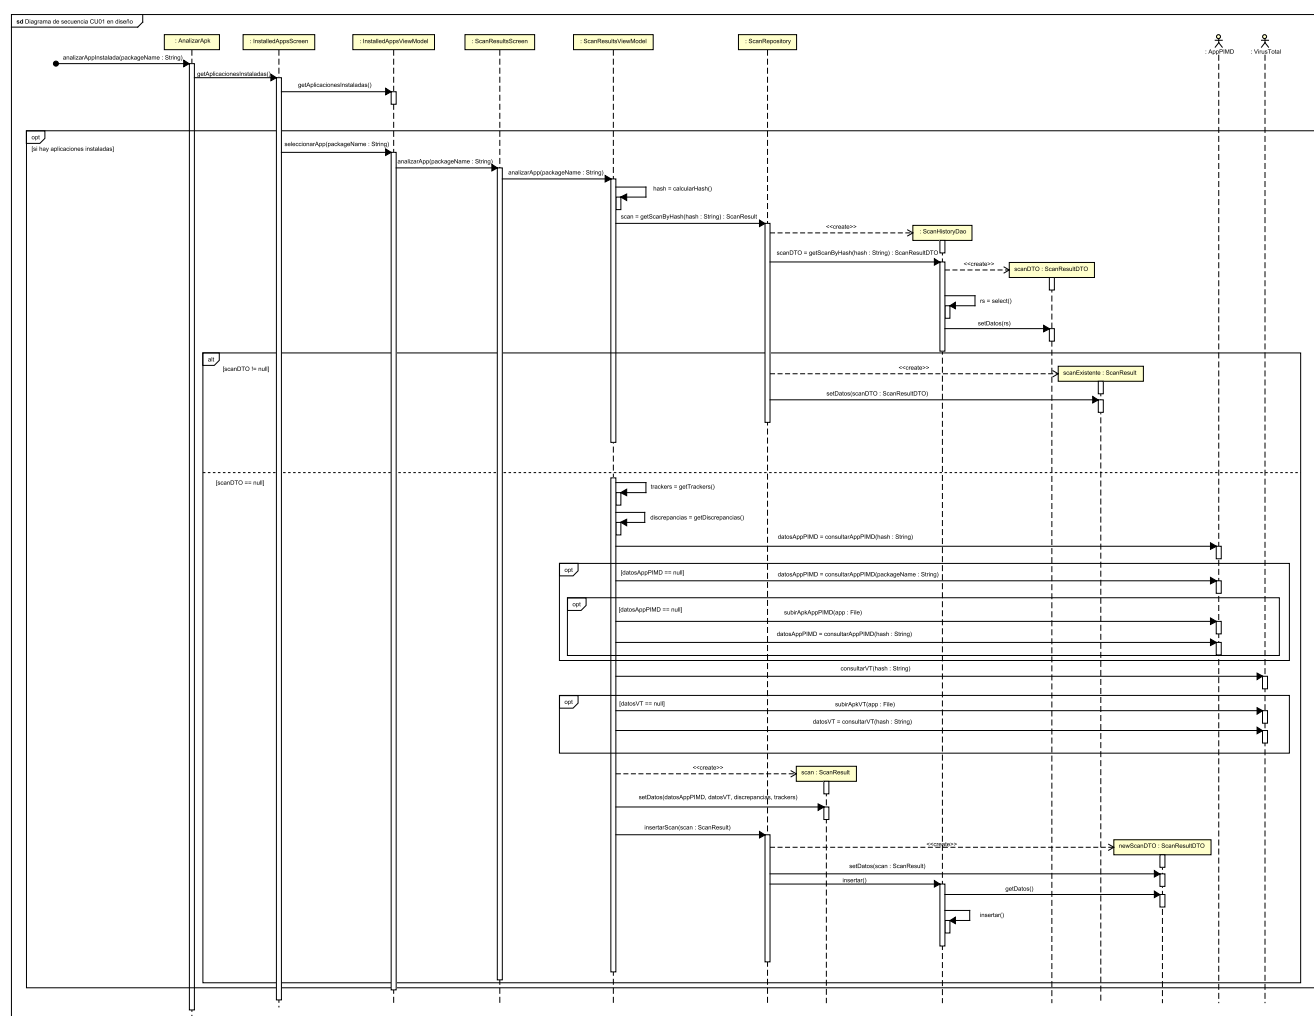 sd Diagrama de secuencia CU01 en diseño
: AnalizarApk
: InstalledAppsScreen
: InstalledAppsViewModel
: ScanResultsScreen
: ScanResultsViewModel
: ScanRepository
: AppPIMD
: VirusTotal
analizarAppInstalada(packageName : String)
getAplicacionesInstaladas()
getAplicacionesInstaladas()
opt
[si hay aplicaciones instaladas]
seleccionarApp(packageName : String)
analizarApp(packageName : String)
analizarApp(packageName : String)
hash = calcularHash()
scan = getScanByHash(hash : String) : ScanResult
<<create>>
: ScanHistoryDao
scanDTO = getScanByHash(hash : String) : ScanResultDTO
<<create>>
scanDTO : ScanResultDTO
rs = select()
setDatos(rs)
alt
[scanDTO != null]
<<create>>
scanExistente : ScanResult
setDatos(scanDTO : ScanResultDTO)
[scanDTO == null]
trackers = getTrackers()
discrepancias = getDiscrepancias()
datosAppPIMD = consultarAppPIMD(hash : String)
opt
[datosAppPIMD == null]
datosAppPIMD = consultarAppPIMD(packageName : String)
opt
[datosAppPIMD == null]
subirApkAppPIMD(app : File)
datosAppPIMD = consultarAppPIMD(hash : String)
consultarVT(hash : String)
opt
[datosVT == null]
subirApkVT(app : File)
datosVT = consultarVT(hash : String)
<<create>>
scan : ScanResult
setDatos(datosAppPIMD, datosVT, discrepancias, trackers)
insertarScan(scan : ScanResult)
<<create>>
newScanDTO : ScanResultDTO
setDatos(scan : ScanResult)
insertar()
getDatos()
insertar()